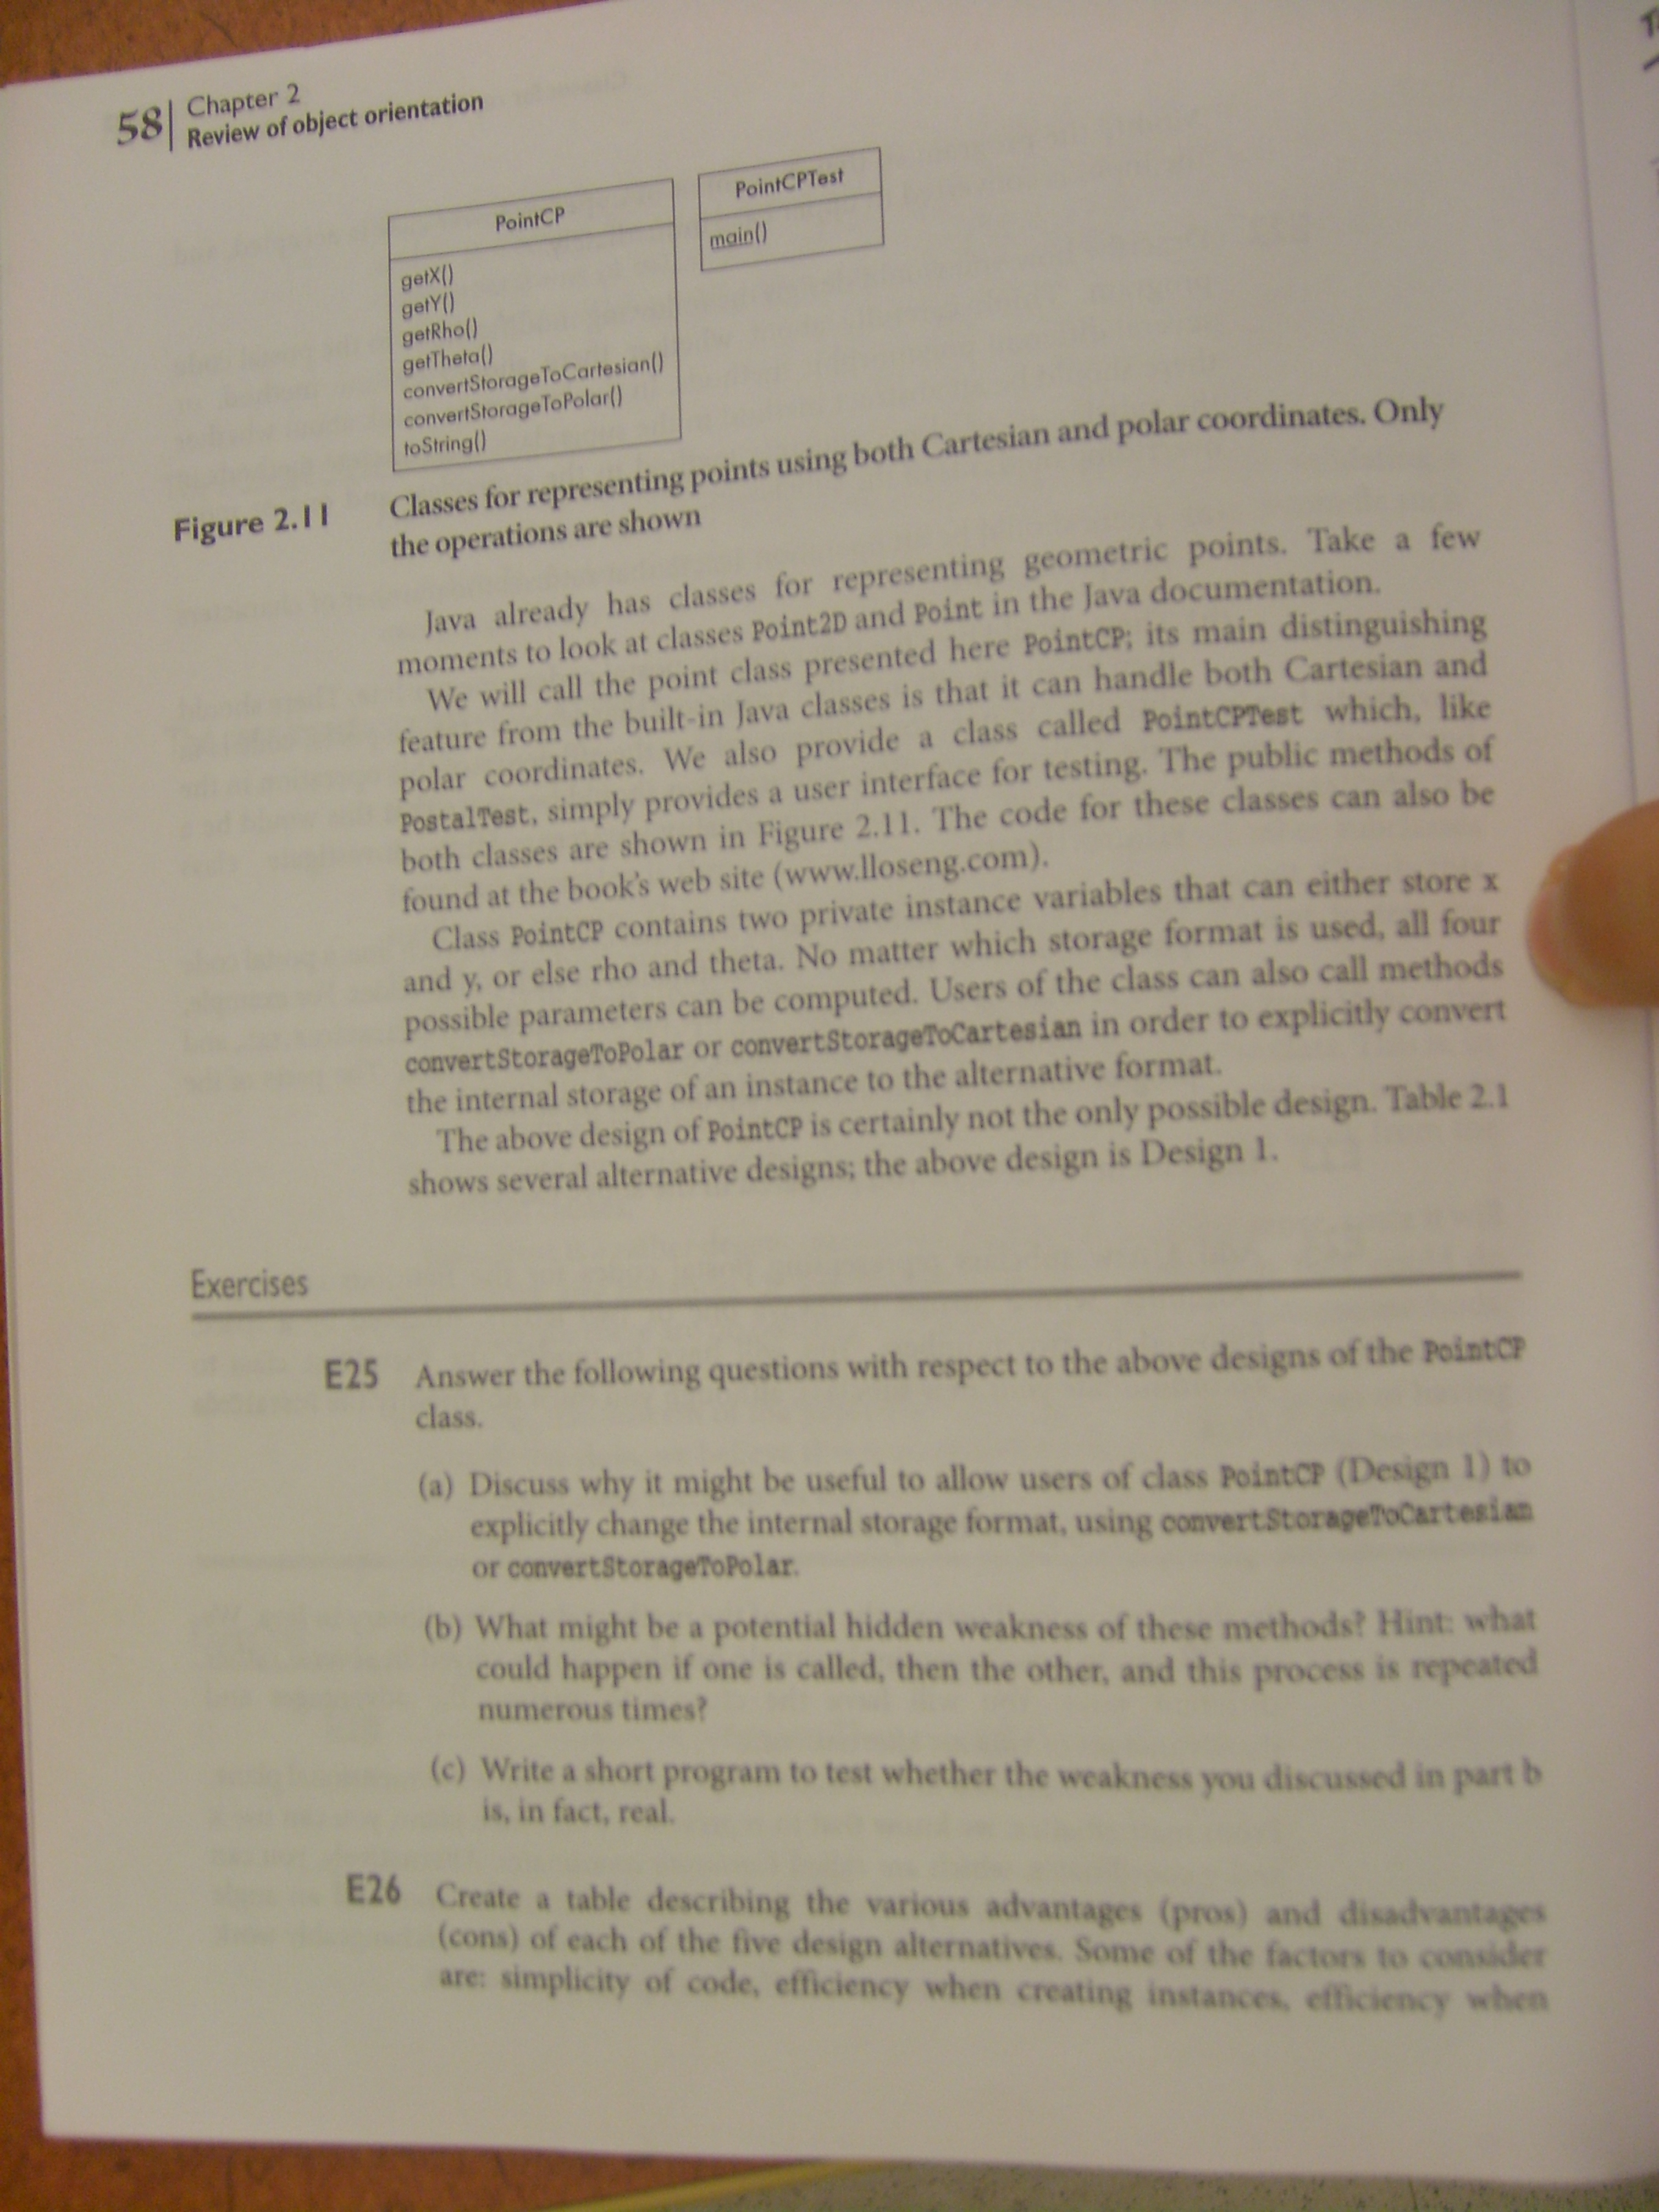 58
Chapter 2
Review of object orientation
PointCP
getX()
getY()
getRho()
getTheta()
convertStorageToCartesian()
convertStorageToPolar()
toString()
PointCPTest
main()
Figure 2.11
Classes for representing points using both Cartesian and polar coordinates. Only
the operations are shown
Java already has classes for representing geometric points. Take a few
moments to look at classes Point2D and Point in the Java documentation.
We will call the point class presented here PointCP; its main distinguishing
feature from the built-in Java classes is that it can handle both Cartesian and
polar coordinates. We also provide a class called PointCPTest which, like
PostalTest, simply provides a user interface for testing. The public methods of
both classes are shown in Figure 2.11. The code for these classes can also be
found at the book's web site (www.lloseng.com).
Class PointCP contains two private instance variables that can either store x
and y, or else rho and theta. No matter which storage format is used, all four
possible parameters can be computed. Users of the class can also call methods
convertStorageToPolar or convertStorageToCartesian in order to explicitly convert
the internal storage of an instance to the alternative format.
The above design of PointCP is certainly not the only possible design. Table 2.1
shows several alternative designs; the above design is Design 1.
Exercises
E25 Answer the following questions with respect to the above designs of the PointCP
class.
(a) Discuss why it might be useful to allow users of class PointCP (Design 1) to
explicitly change the internal storage format, using convertStorageToCartesian
or convertStorageToPolar.
(b) What might be a potential hidden weakness of these methods? Hint: what
could happen if one is called, then the other, and this process is repeated
numerous times?
(c) Write a short program to test whether the weakness you discussed in part b
is, in fact, real.
E26 Create a table describing the various advantages (pros) and disadvantages
(cons) of each of the five design alternatives. Some of the factors to consider
are: simplicity of code, efficiency when creating instances, efficiency when